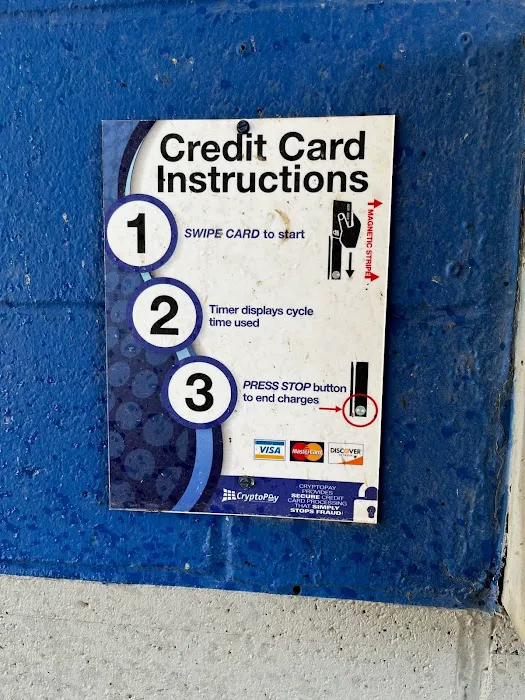 Credit Card
Instructions
1
SWIPE CARD to start
MAGNETIC STRIPE
2
Timer displays cycle
time used
3
PRESS STOP button
to end charges
VISA
MasterCard
DISCOVER
CryptoPay
CRYPTOPAY
PROVIDES
SECURE CREDIT
CARD PROCESSING
THAT SIMPLY
STOPS FRAUD!